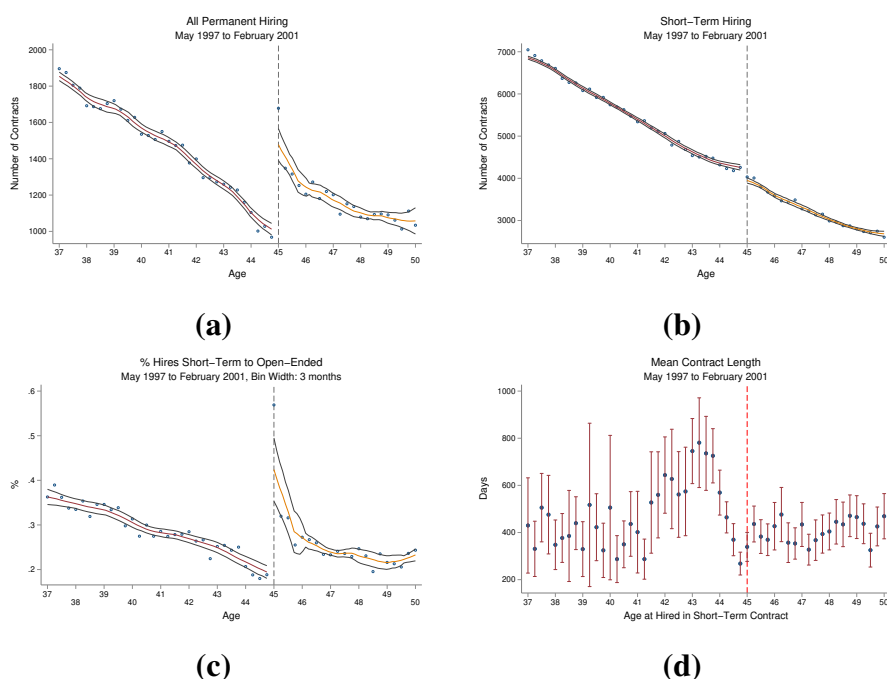 All Permanent Hiring
May 1997 to February 2001
Number of Contracts
2000
1800
1600
1400
1200
1000
37 39 41 43 45 47 50
38 40 42 44 46 48 50
Age
(a)
Short−Term Hiring
May 1997 to February 2001
Number of Contracts
7000
6000
5000
4000
3000
37 39 41 43 45 47 49
38 40 42 44 46 48 50
Age
(b)
% Hires Short−Term to Open−Ended
May 1997 to February 2001, Bin Width: 3 months
%
.6
.5
.4
.3
.2
37 39 41 43 45 47 49
38 40 42 44 46 48 50
Age
(c)
Mean Contract Length
May 1997 to February 2001
Days
1000
800
600
400
200
37 39 41 43 45 47 49
38 40 42 44 46 48 50
Age at Hired in Short−Term Contract
(d)